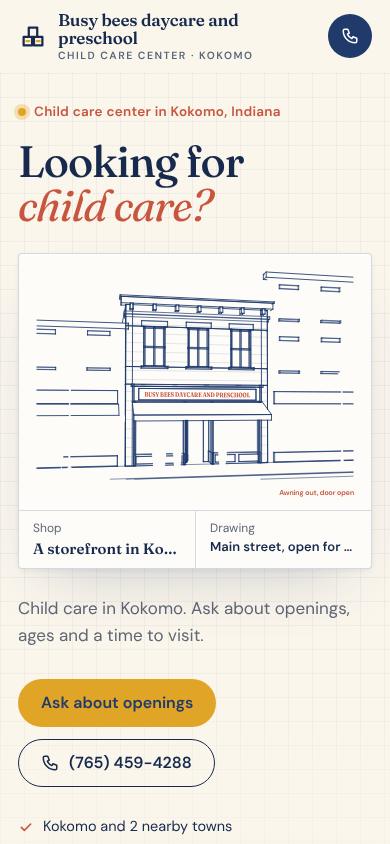 Busy bees daycare and
preschool
CHILD CARE CENTER · KOKOMO
Child care center in Kokomo, Indiana
Looking for
child care?
BUSY BEES DAYCARE AND PRESCHOOL
Awning out, door open
Shop
A storefront in Ko...
Drawing
Main street, open for ...
Child care in Kokomo. Ask about openings,
ages and a time to visit.
Ask about openings
(765) 459-4288
Kokomo and 2 nearby towns